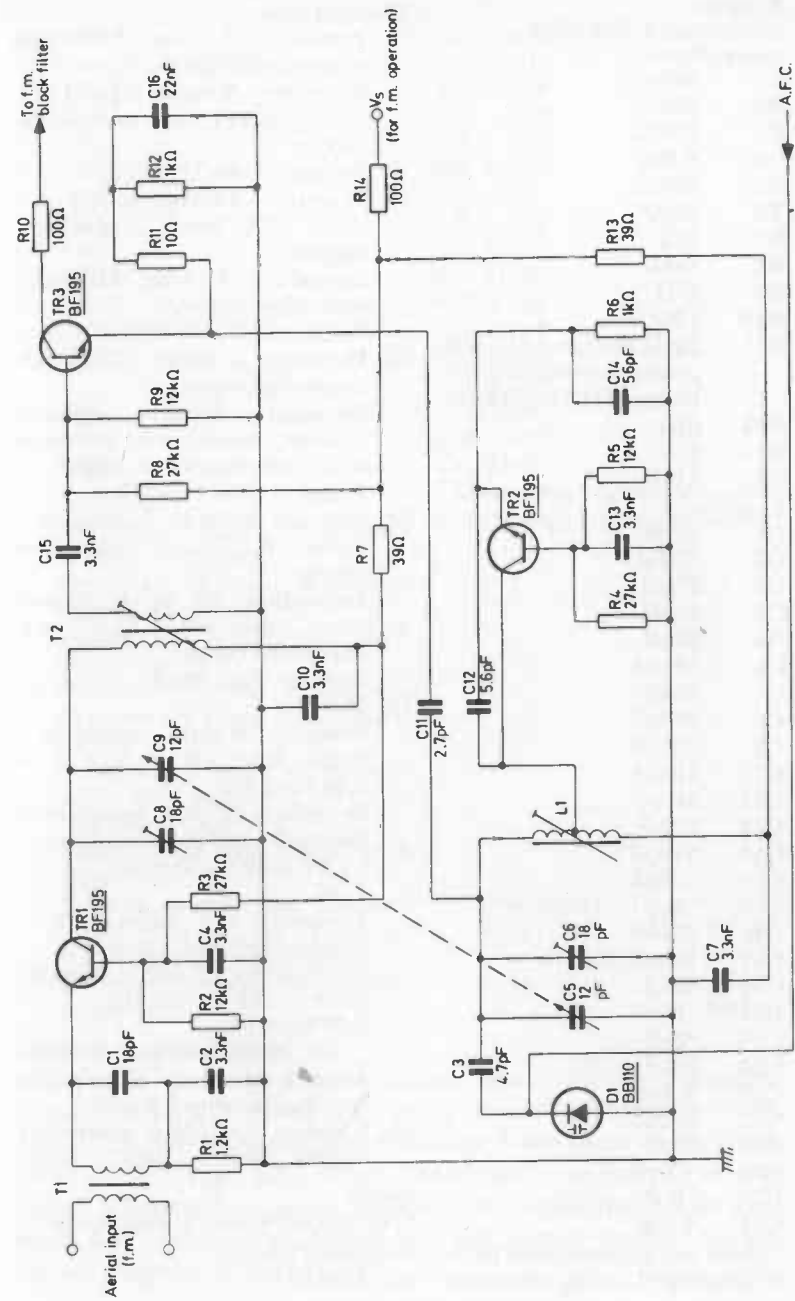 Aerial input
(f.m.)
T1
R1
1.2kΩ
C1
18pF
C2
3.3nF
TR1
BF195
R2
12kΩ
C4
3.3nF
R3
27kΩ
C8
18pF
C9
12pF
C10
3.3nF
T2
C15
3.3nF
R8
27kΩ
R9
12kΩ
TR3
BF195
R10
100Ω
To f.m.
block filter
R11
10Ω
R12
1kΩ
C16
22nF
R7
39Ω
R14
100Ω
Vs
(for f.m. operation)
C11
2.7pF
C12
5.6pF
TR2
BF195
R4
27kΩ
C13
3.3nF
R5
12kΩ
C14
56pF
R6
1kΩ
R13
39Ω
L1
C3
4.7pF
C5
12
pF
C6
18
pF
C7
3.3nF
D1
BB110
A.F.C.